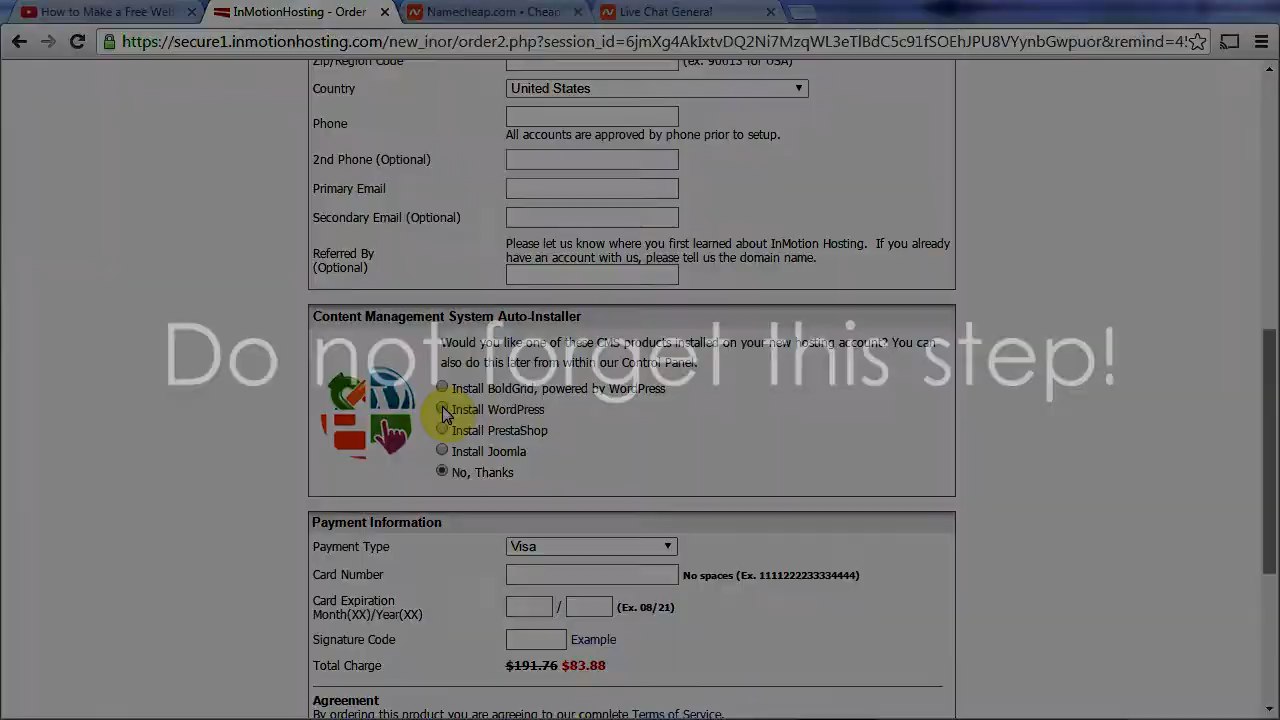 How to Make a Free Web
InMotionHosting - Order
Namecheap.com • Cheap
Live Chat General
https://secure1.inmotionhosting.com/new_inor/order2.php?session_id=6jmXg4AkIxtvDQ2Ni7MzqWL3eTlBdC5c91fSOEhJPU8VYynbGwpuor&remind=4
Zip/Region Code
(ex. 90613 for USA)
Country
United States
Phone
All accounts are approved by phone prior to setup.
2nd Phone (Optional)
Primary Email
Secondary Email (Optional)
Referred By
(Optional)
Please let us know where you first learned about InMotion Hosting. If you already
have an account with us, please tell us the domain name.
Content Management System Auto-Installer
Would you like one of these CMS products installed on your new hosting account? You can
also do this later from within our Control Panel.
Do not forget this step!
Install BoldGrid, powered by WordPress
Install WordPress
Install PrestaShop
Install Joomla
No, Thanks
Payment Information
Payment Type
Visa
Card Number
No spaces (Ex. 1111222233334444)
Card Expiration
Month(XX)/Year(XX)
/
(Ex. 08/21)
Signature Code
Example
Total Charge
$191.76 $83.88
Agreement
By ordering this product you are agreeing to our complete Terms of Service.